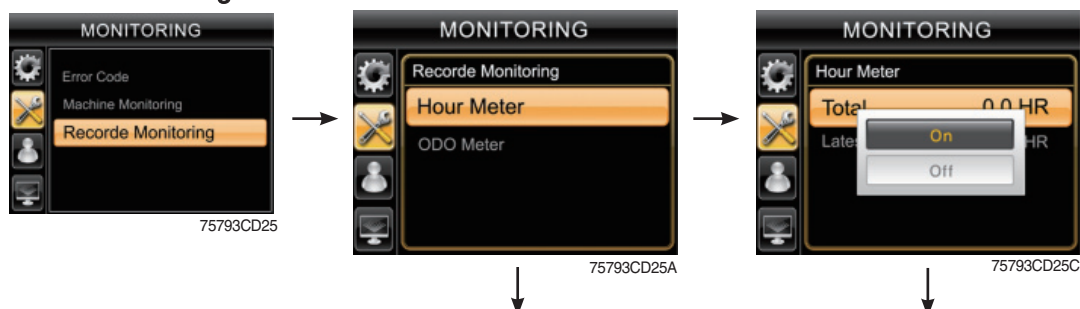 MONITORING
Error Code
Machine Monitoring
Recorde Monitoring
75793CD25
MONITORING
Recorde Monitoring
Hour Meter
ODO Meter
75793CD25A
MONITORING
Hour Meter
Total 0.0 HR
HR
On
Off
75793CD25C